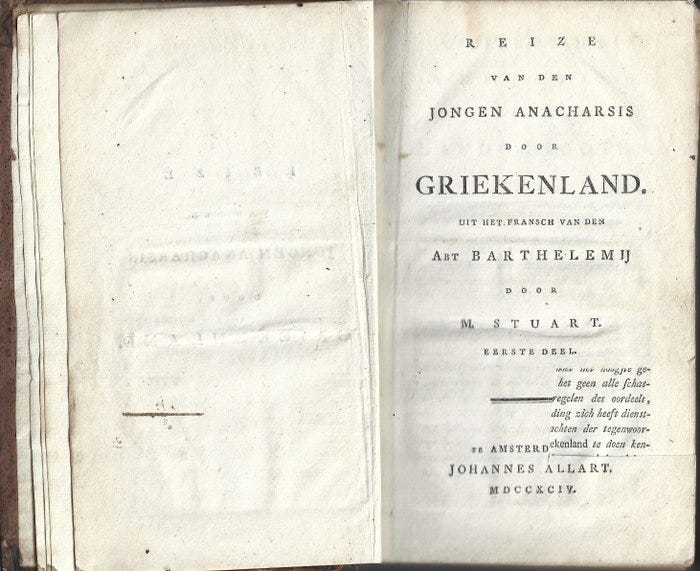 REIZE
VAN DEN
JONGEN ANACHARSIS
DOOR
GRIEKENLAND.
UIT HET FRANSCH VAN DEN
ABT BARTHELEMIJ
DOOR
M. STUART.
EERSTE DEEL.
het geen alle schat-
regelen des oordeels,
ding zich heeft dienst-
achten der tegenwoor-
ekenland te doen ken-
TE AMSTERD
JOHANNES ALLART.
MDCCXCIV.